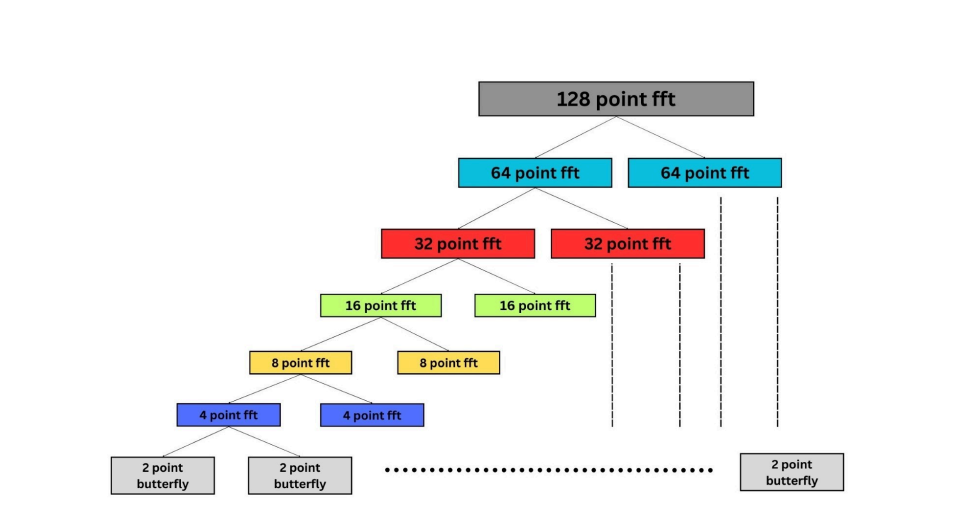 128 point fft
64 point fft
64 point fft
32 point fft
32 point fft
16 point fft
16 point fft
8 point fft
8 point fft
4 point fft
4 point fft
2 point
butterfly
2 point
butterfly
2 point
butterfly